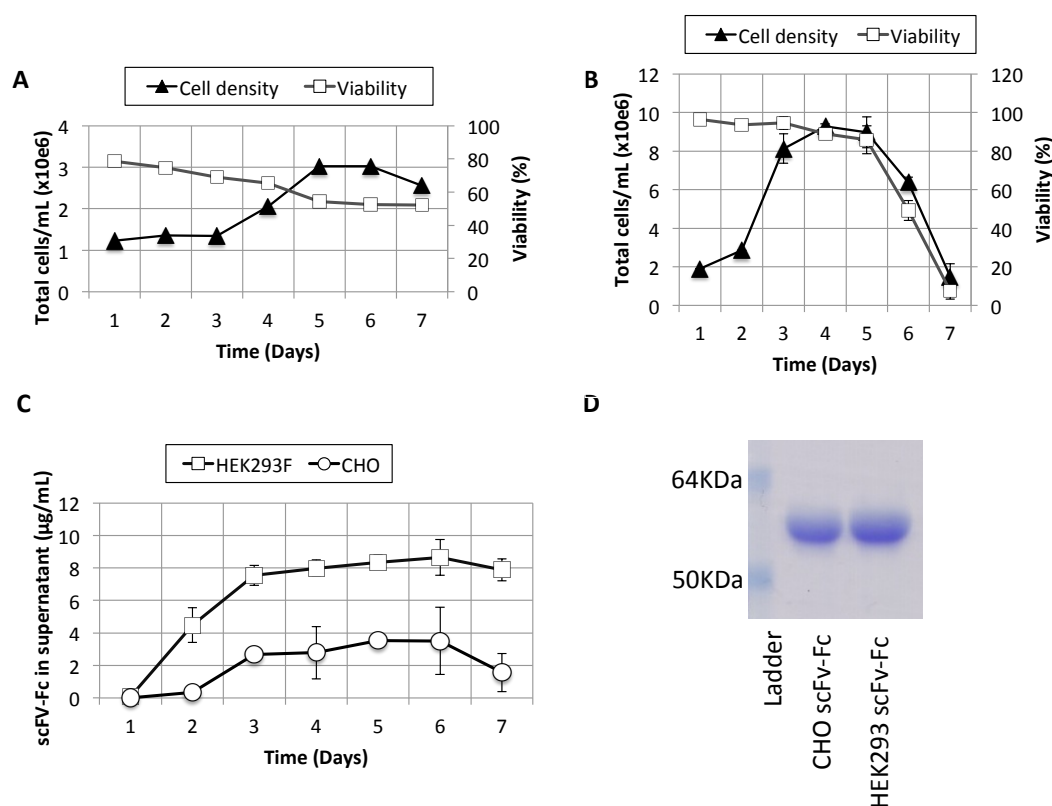 A
Cell density Viability
4
3
2
1
0
100
80
60
40
20
0
1 2 3 4 5 6 7
Total cells/mL (x10e6)
Viability (%)
Time (Days)
B
Cell density Viability
12
10
8
6
4
2
0
120
100
80
60
40
20
0
1 2 3 4 5 6 7
Total cells/mL (x10e6)
Viability (%)
Time (Days)
C
HEK293F CHO
12
10
8
6
4
2
0
1 2 3 4 5 6 7
scFV-Fc in supernatant (µg/mL)
Time (Days)
D
64KDa
50KDa
Ladder
CHO scFv-Fc
HEK293 scFv-Fc